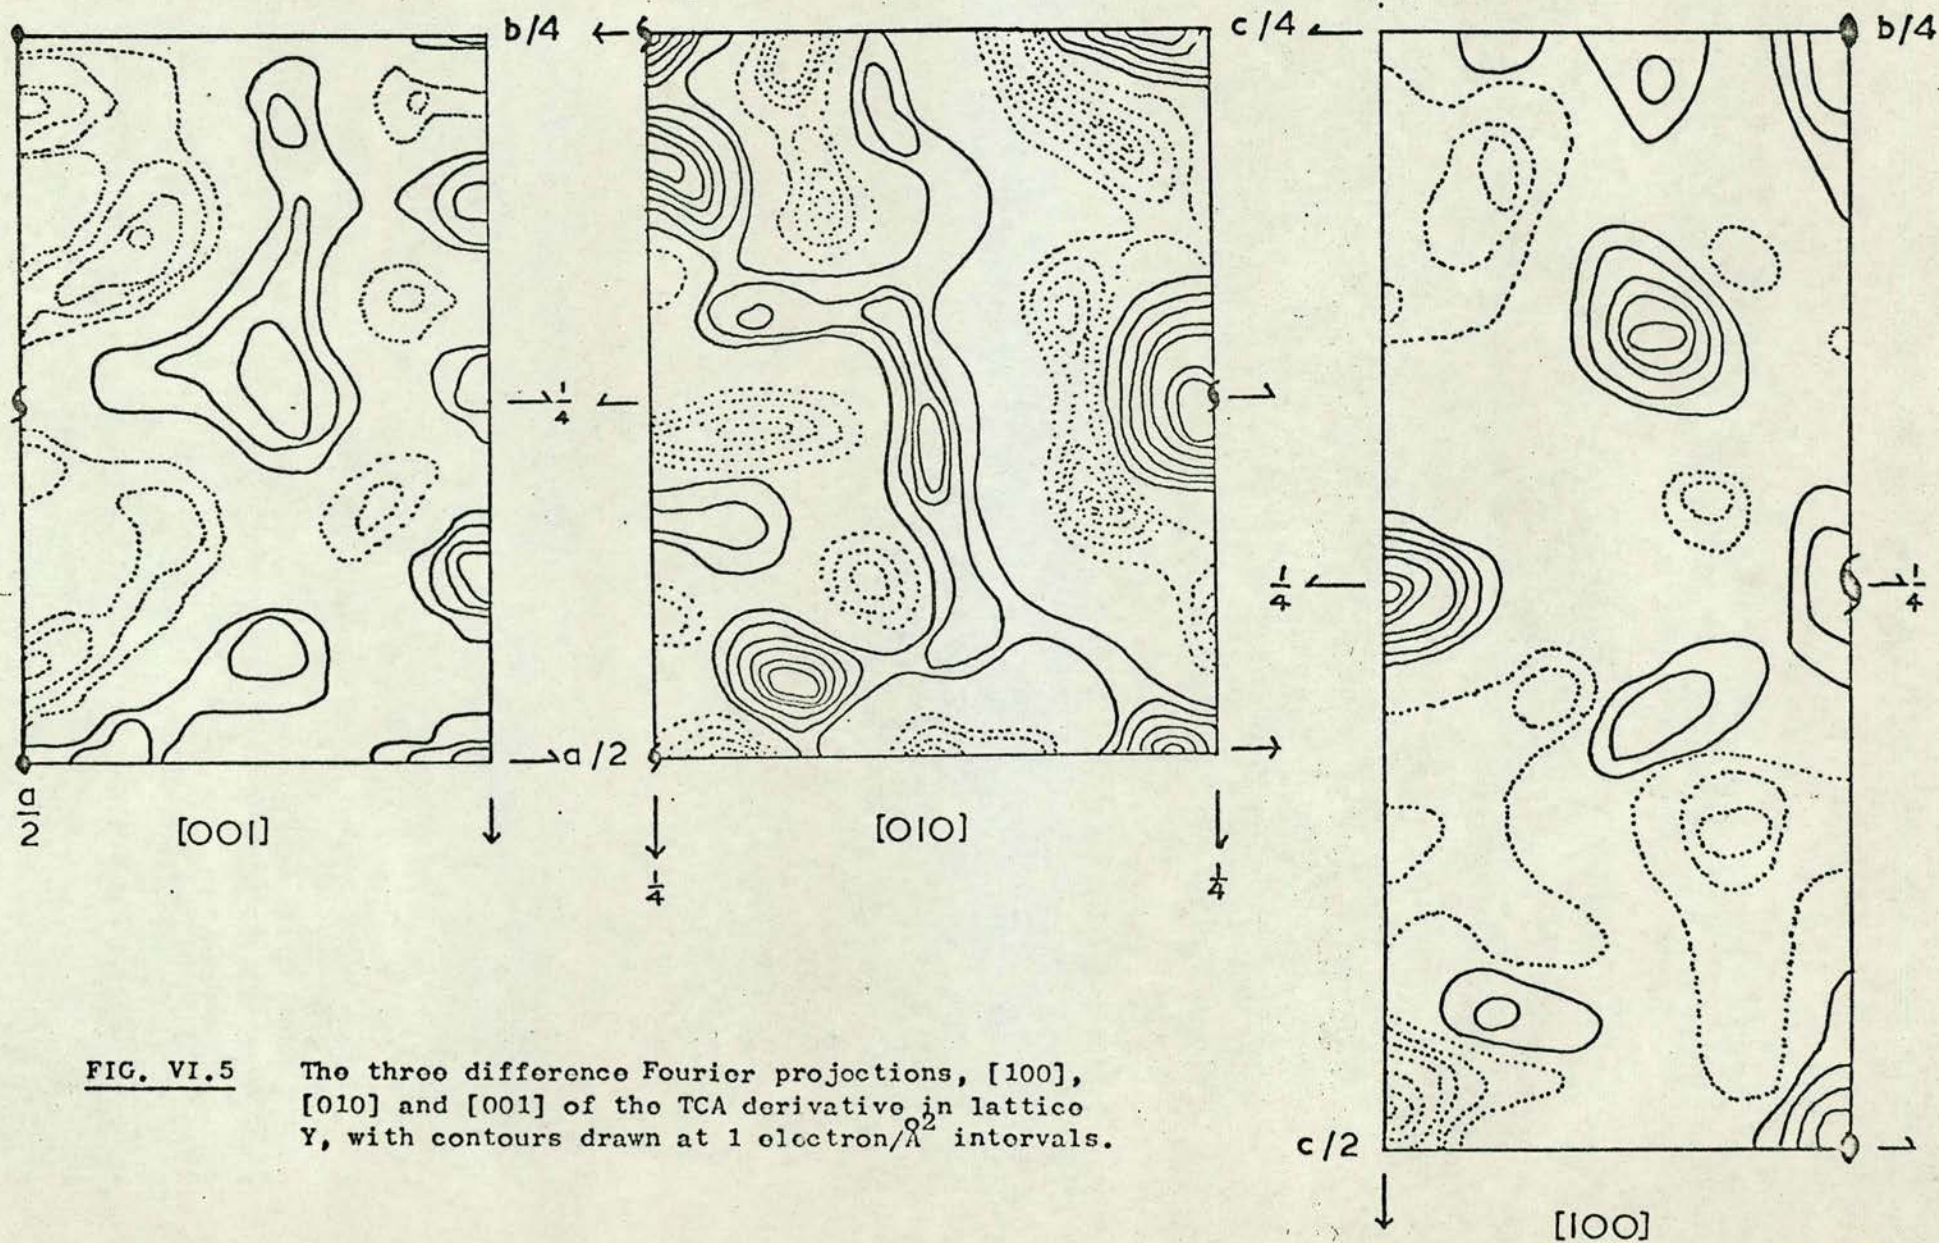 b/4
c/4
b/4
1/4
1/4
1/4
a/2
a/2
[001]
[010]
1/4
1/4
c/2
[100]
FIG. VI.5 The three difference Fourier projections, [100],
[010] and [001] of the TCA derivative in lattice
Y, with contours drawn at 1 electron/Å² intervals.